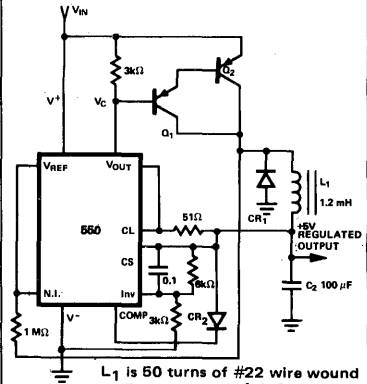 VIN
3kΩ
Q2
V+
VC
Q1
VREF
VOUT
L1
1.2 mH
550
CL
51Ω
CR1
+5V
REGULATED
OUTPUT
CS
0.1
6kΩ
C2 100 μF
N.I.
Inv
V-
COMP
3kΩ
CR2
1 MΩ
L1 is 50 turns of #22 wire wound